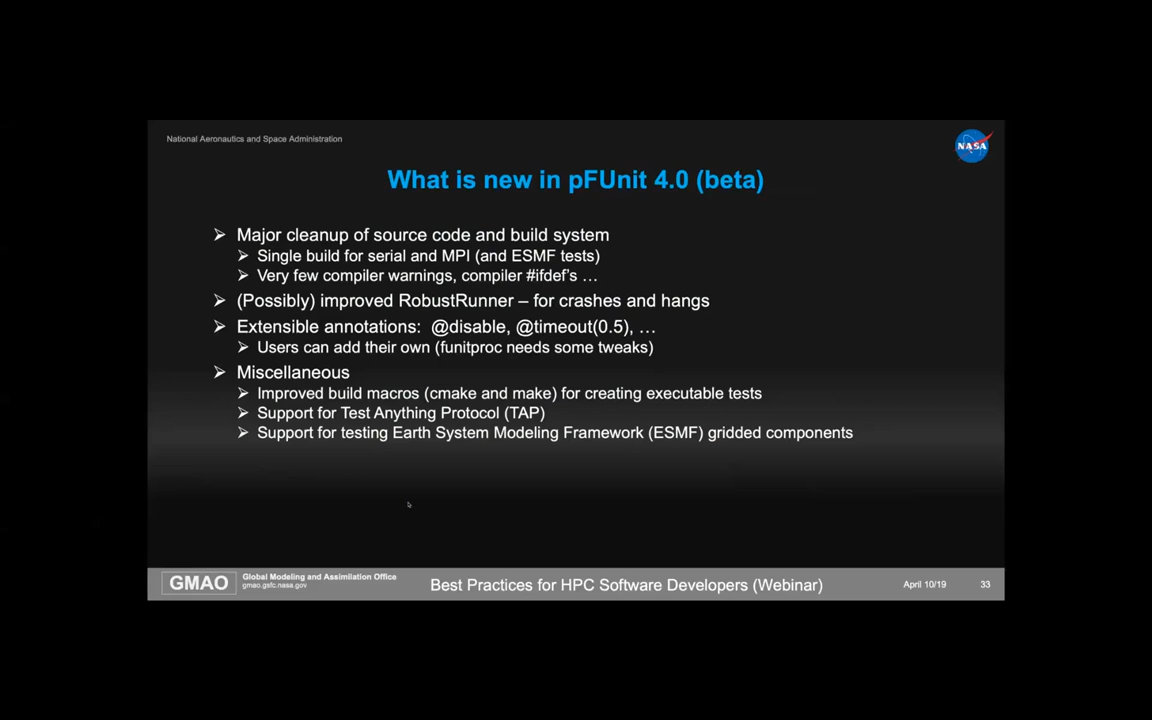 National Aeronautics and Space Administration
NASA
What is new in pFUnit 4.0 (beta)
➢ Major cleanup of source code and build system
➢ Single build for serial and MPI (and ESMF tests)
➢ Very few compiler warnings, compiler #ifdef's …
➢ (Possibly) improved RobustRunner – for crashes and hangs
➢ Extensible annotations: @disable, @timeout(0.5), …
➢ Users can add their own (funitproc needs some tweaks)
➢ Miscellaneous
➢ Improved build macros (cmake and make) for creating executable tests
➢ Support for Test Anything Protocol (TAP)
➢ Support for testing Earth System Modeling Framework (ESMF) gridded components
GMAO
Global Modeling and Assimilation Office
gmao.gsfc.nasa.gov
Best Practices for HPC Software Developers (Webinar)
April 10/19
33